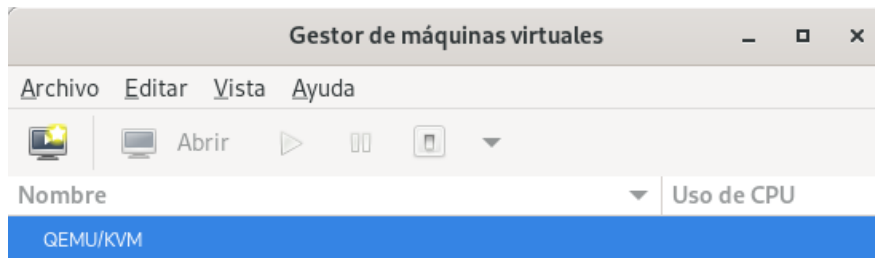 Gestor de máquinas virtuales
Archivo Editar Vista Ayuda
Abrir
Nombre Uso de CPU
QEMU/KVM